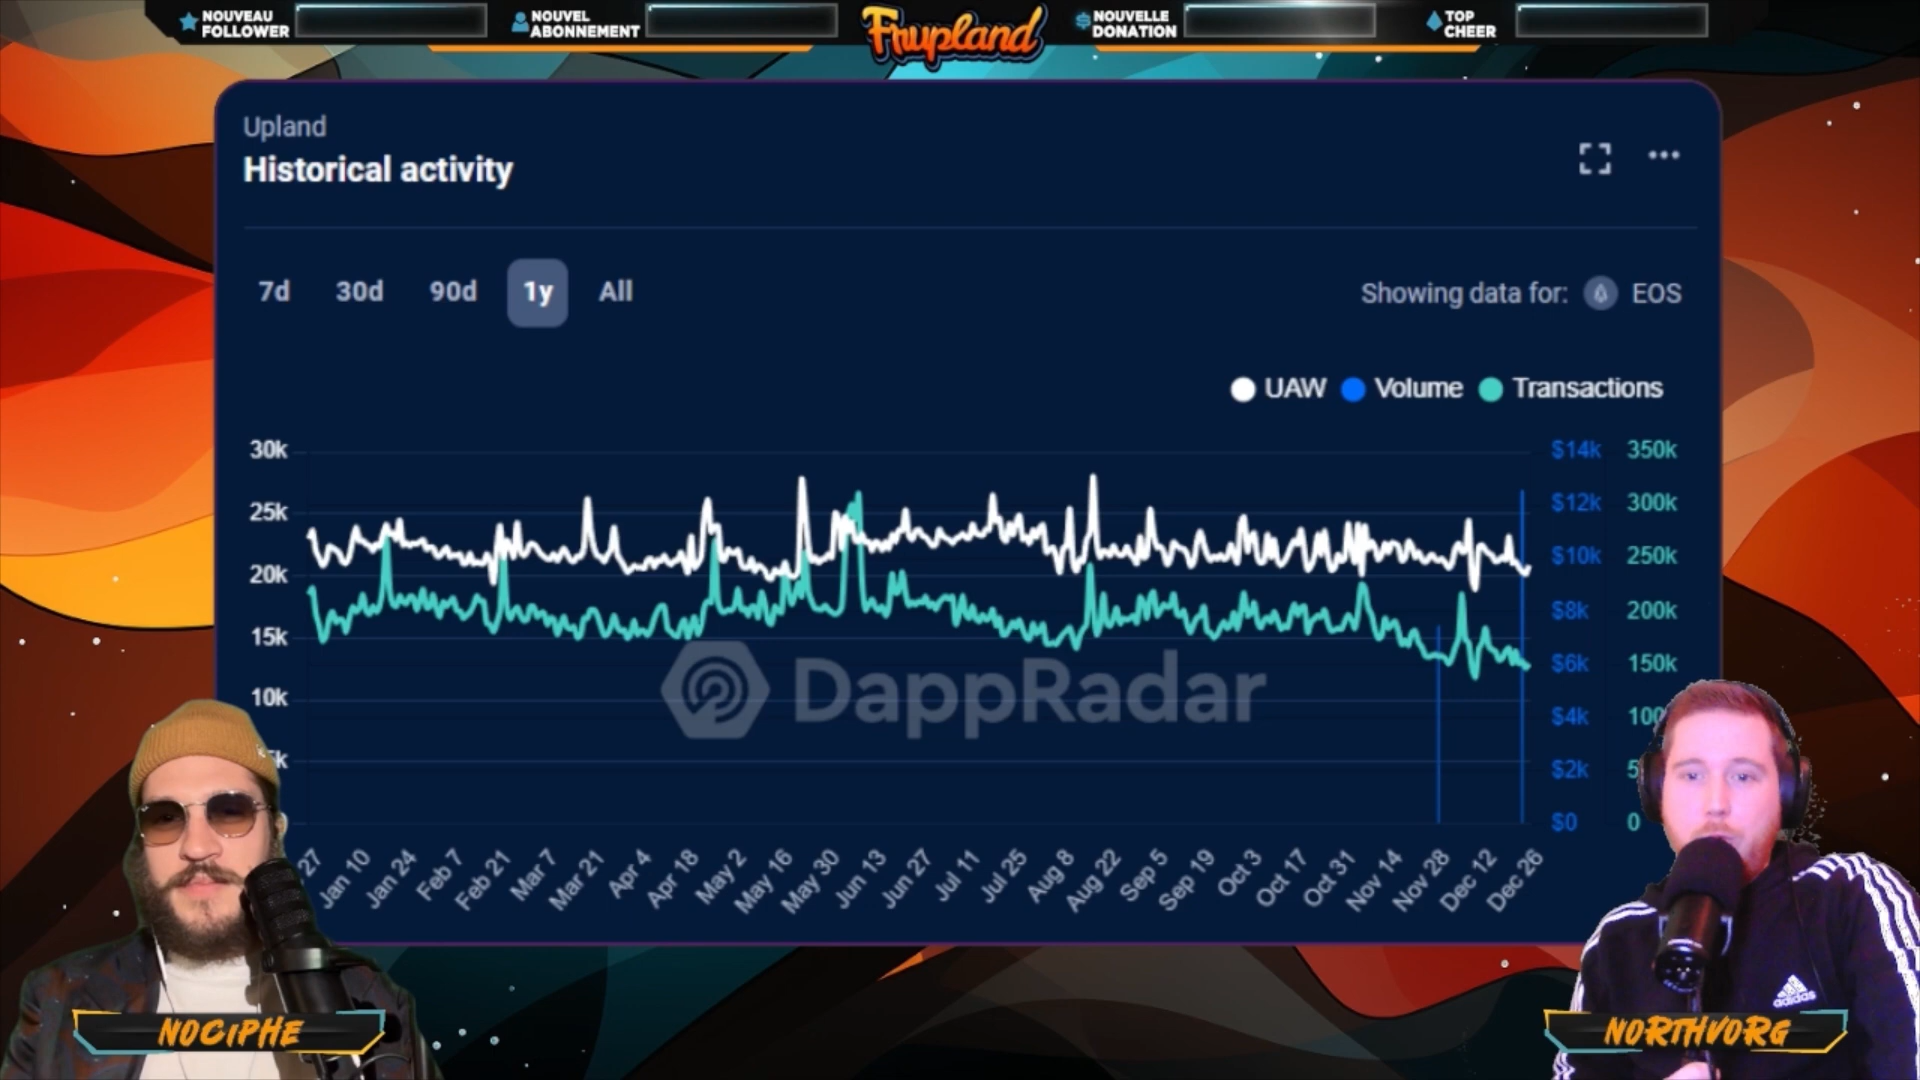 NOUVEAU
FOLLOWER
NOUVEL
ABONNEMENT
Frupland
NOUVELLE
DONATION
TOP
CHEER
Upland
Historical activity
7d 30d 90d 1y All
Showing data for: EOS
UAW Volume Transactions
30k $14k 350k
25k $12k 300k
20k $10k 250k
15k $8k 200k
10k $6k 150k
$4k
$2k
$0 0
DappRadar
27 Jan 10 Jan 24 Feb 7 Feb 21 Mar 7 Mar 21 Apr 4 Apr 18 May 2 May 16 May 30 Jun 13 Jun 27 Jul 11 Jul 25 Aug 8 Aug 22 Sep 5 Sep 19 Oct 3 Oct 17 Oct 31 Nov 14 Nov 28 Dec 12 Dec 26
adidas
NOCIPHE
NORTHVORG